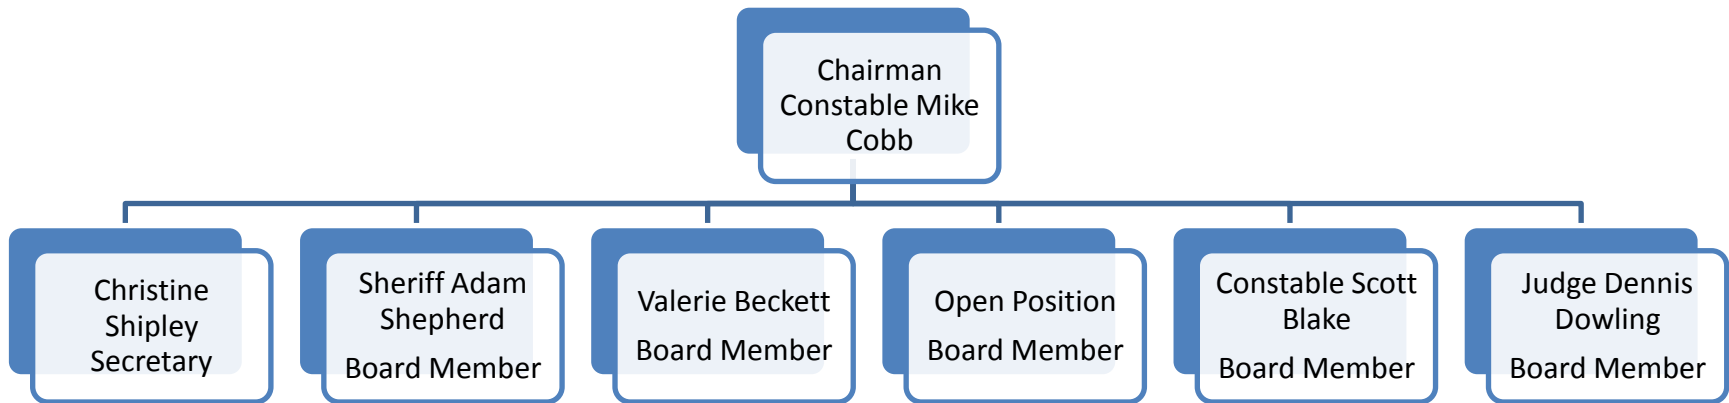 Chairman
Constable Mike
Cobb
Christine
Shipley
Secretary
Sheriff Adam
Shepherd
Board Member
Valerie Beckett
Board Member
Open Position
Board Member
Constable Scott
Blake
Board Member
Judge Dennis
Dowling
Board Member